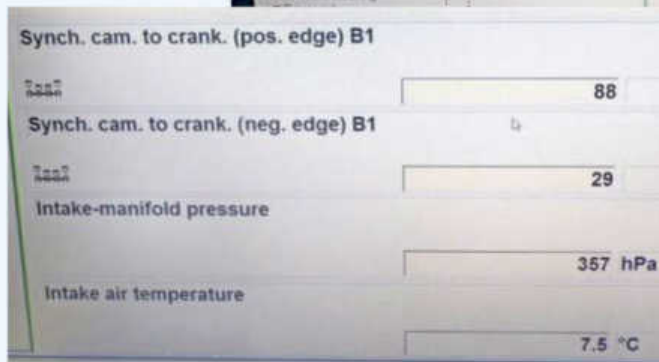 Synch. cam. to crank. (pos. edge) B1
88
Synch. cam. to crank. (neg. edge) B1
29
Intake-manifold pressure
357 hPa
Intake air temperature
7.5 °C